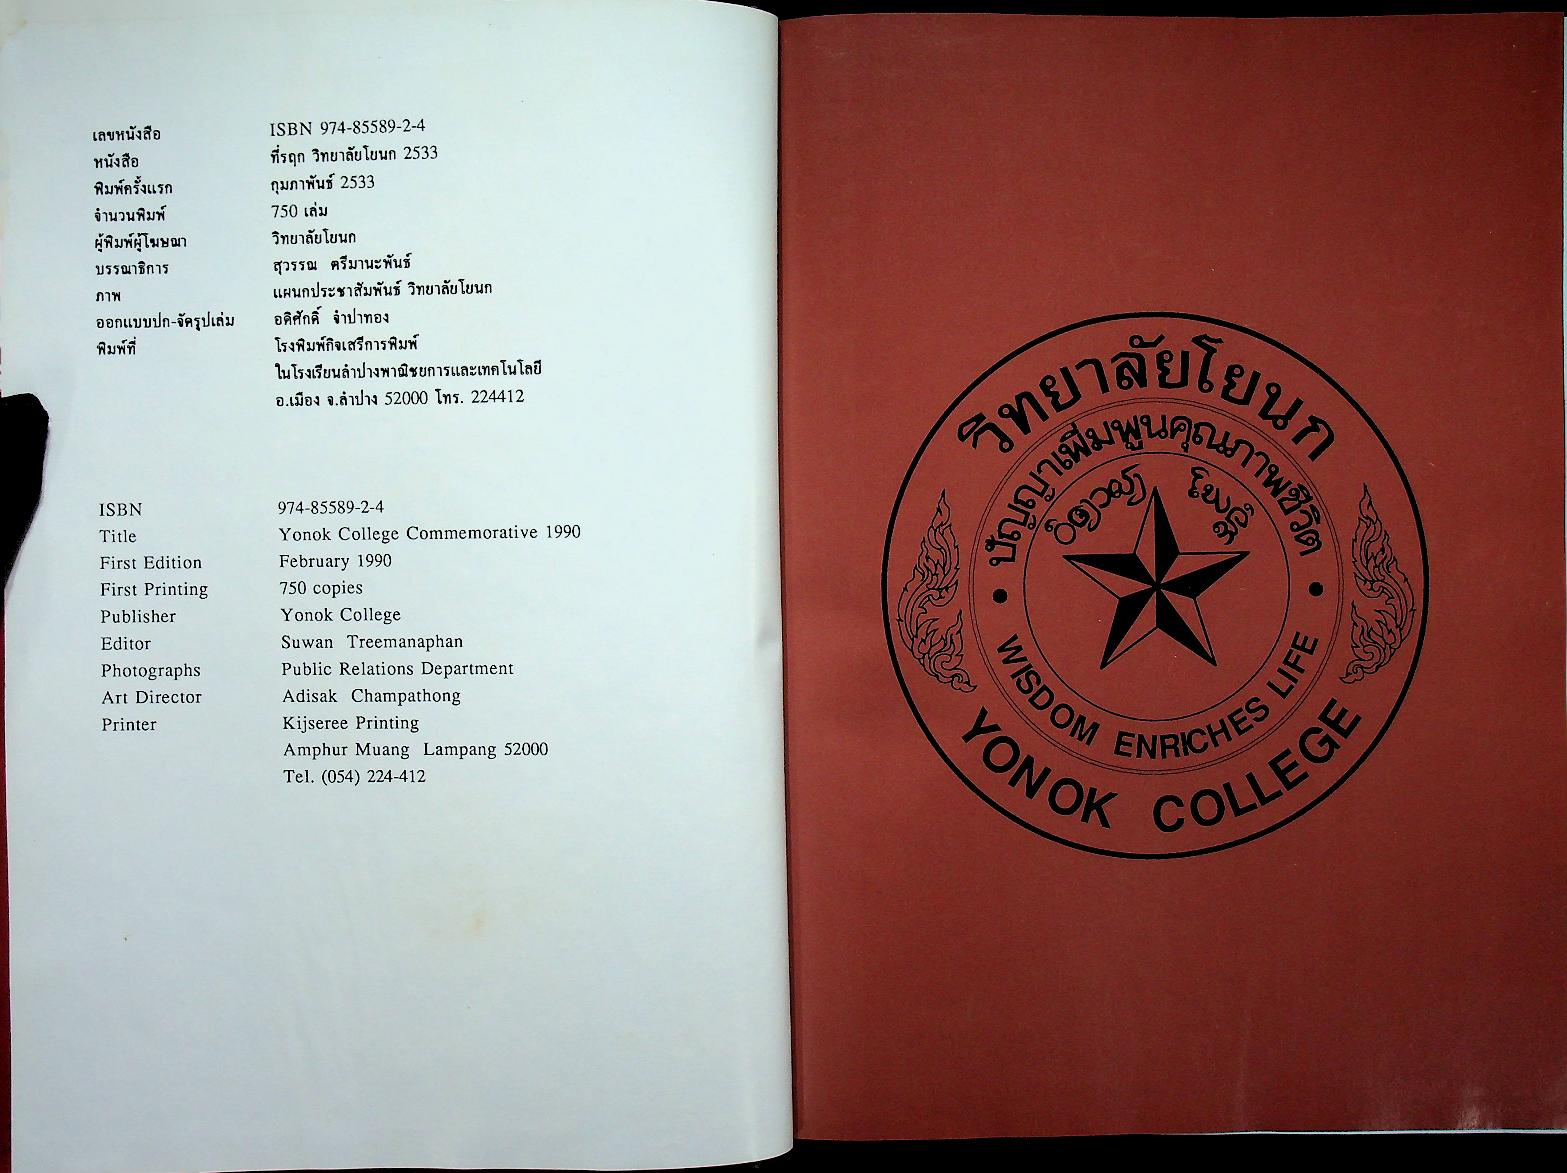 เลขหนังสือ ISBN 974-85589-2-4
หนังสือ ที่รฤก วิทยาลัยโยนก 2533
พิมพ์ครั้งแรก กุมภาพันธ์ 2533
จำนวนพิมพ์ 750 เล่ม
ผู้พิมพ์ผู้โฆษณา วิทยาลัยโยนก
บรรณาธิการ สุวรรณ ตรีมานะพันธ์
ภาพ แผนกประชาสัมพันธ์ วิทยาลัยโยนก
ออกแบบปก-จัดรูปเล่ม อดิศักดิ์ จำปาทอง
พิมพ์ที่ โรงพิมพ์กิจเสรีการพิมพ์
ในโรงเรียนลำปางพาณิชยการและเทคโนโลยี
อ.เมือง จ.ลำปาง 52000 โทร. 224412
ISBN 974-85589-2-4
Title Yonok College Commemorative 1990
First Edition February 1990
First Printing 750 copies
Publisher Yonok College
Editor Suwan Treemanaphan
Photographs Public Relations Department
Art Director Adisak Champathong
Printer Kijseree Printing
Amphur Muang Lampang 52000
Tel. (054) 224-412
วิทยาลัยโยนก
ปัญญาเพิ่มพูนคุณภาพชีวิต
WISDOM ENRICHES LIFE
YONOK COLLEGE